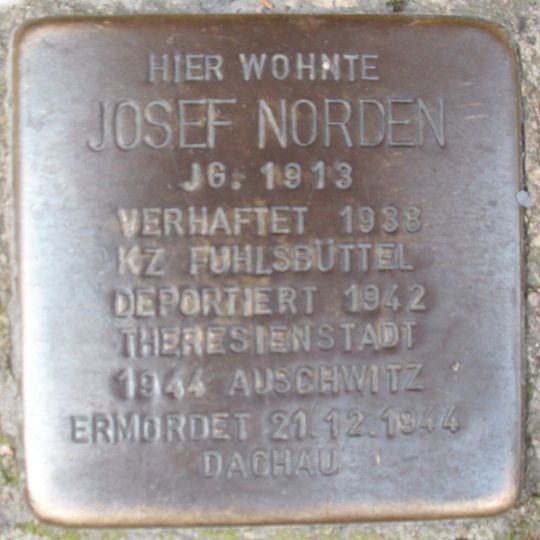 HIER WOHNTE
JOSEF NORDEN
JG. 1913
VERHAFTET 1938
KZ FUHLSBÜTTEL
DEPORTIERT 1942
THERESIENSTADT
1944 AUSCHWITZ
ERMORDET 21.12.1944
DACHAU